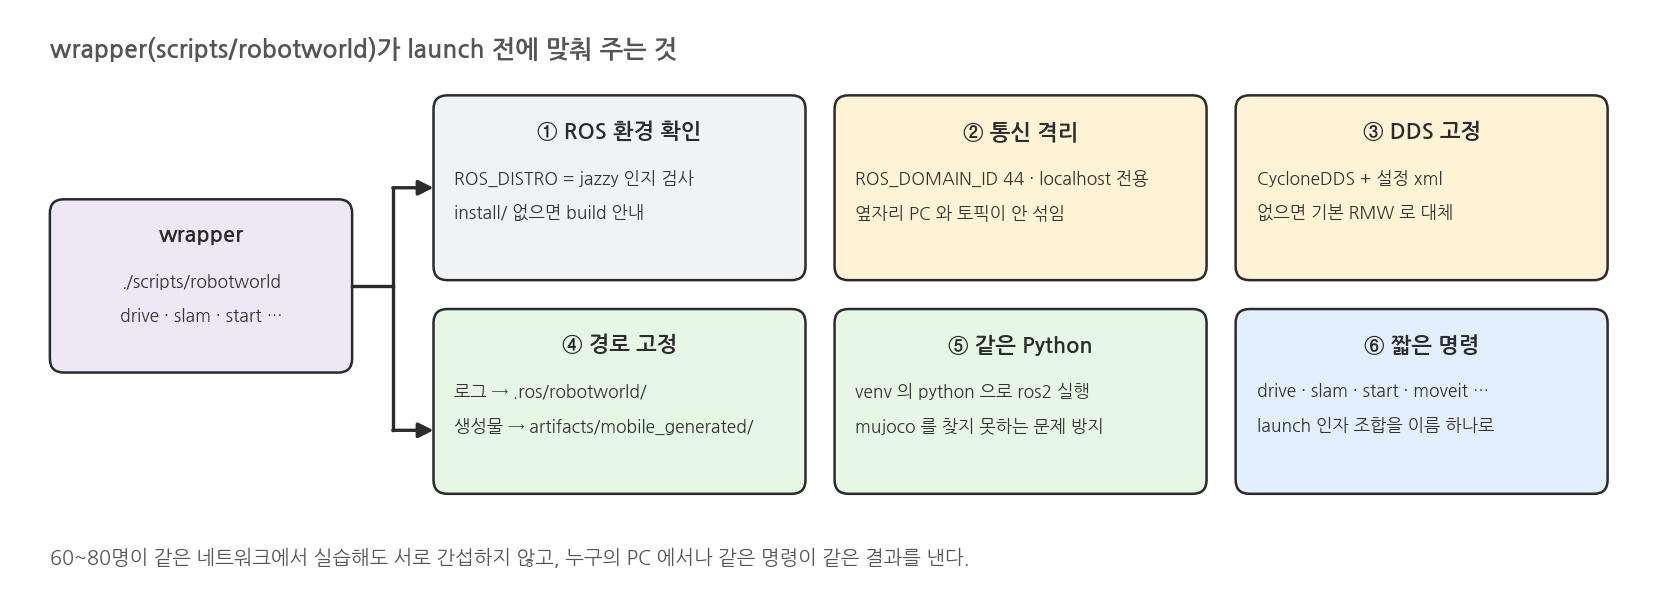 wrapper(scripts/robotworld)가 launch 전에 맞춰 주는 것
wrapper
./scripts/robotworld
drive · slam · start ···
① ROS 환경 확인
ROS_DISTRO = jazzy 인지 검사
install/ 없으면 build 안내
② 통신 격리
ROS_DOMAIN_ID 44 · localhost 전용
옆자리 PC 와 토픽이 안 섞임
③ DDS 고정
CycloneDDS + 설정 xml
없으면 기본 RMW 로 대체
④ 경로 고정
로그 → .ros/robotworld/
생성물 → artifacts/mobile_generated/
⑤ 같은 Python
venv 의 python 으로 ros2 실행
mujoco 를 찾지 못하는 문제 방지
⑥ 짧은 명령
drive · slam · start · moveit ···
launch 인자 조합을 이름 하나로
60~80명이 같은 네트워크에서 실습해도 서로 간섭하지 않고, 누구의 PC 에서나 같은 명령이 같은 결과를 낸다.